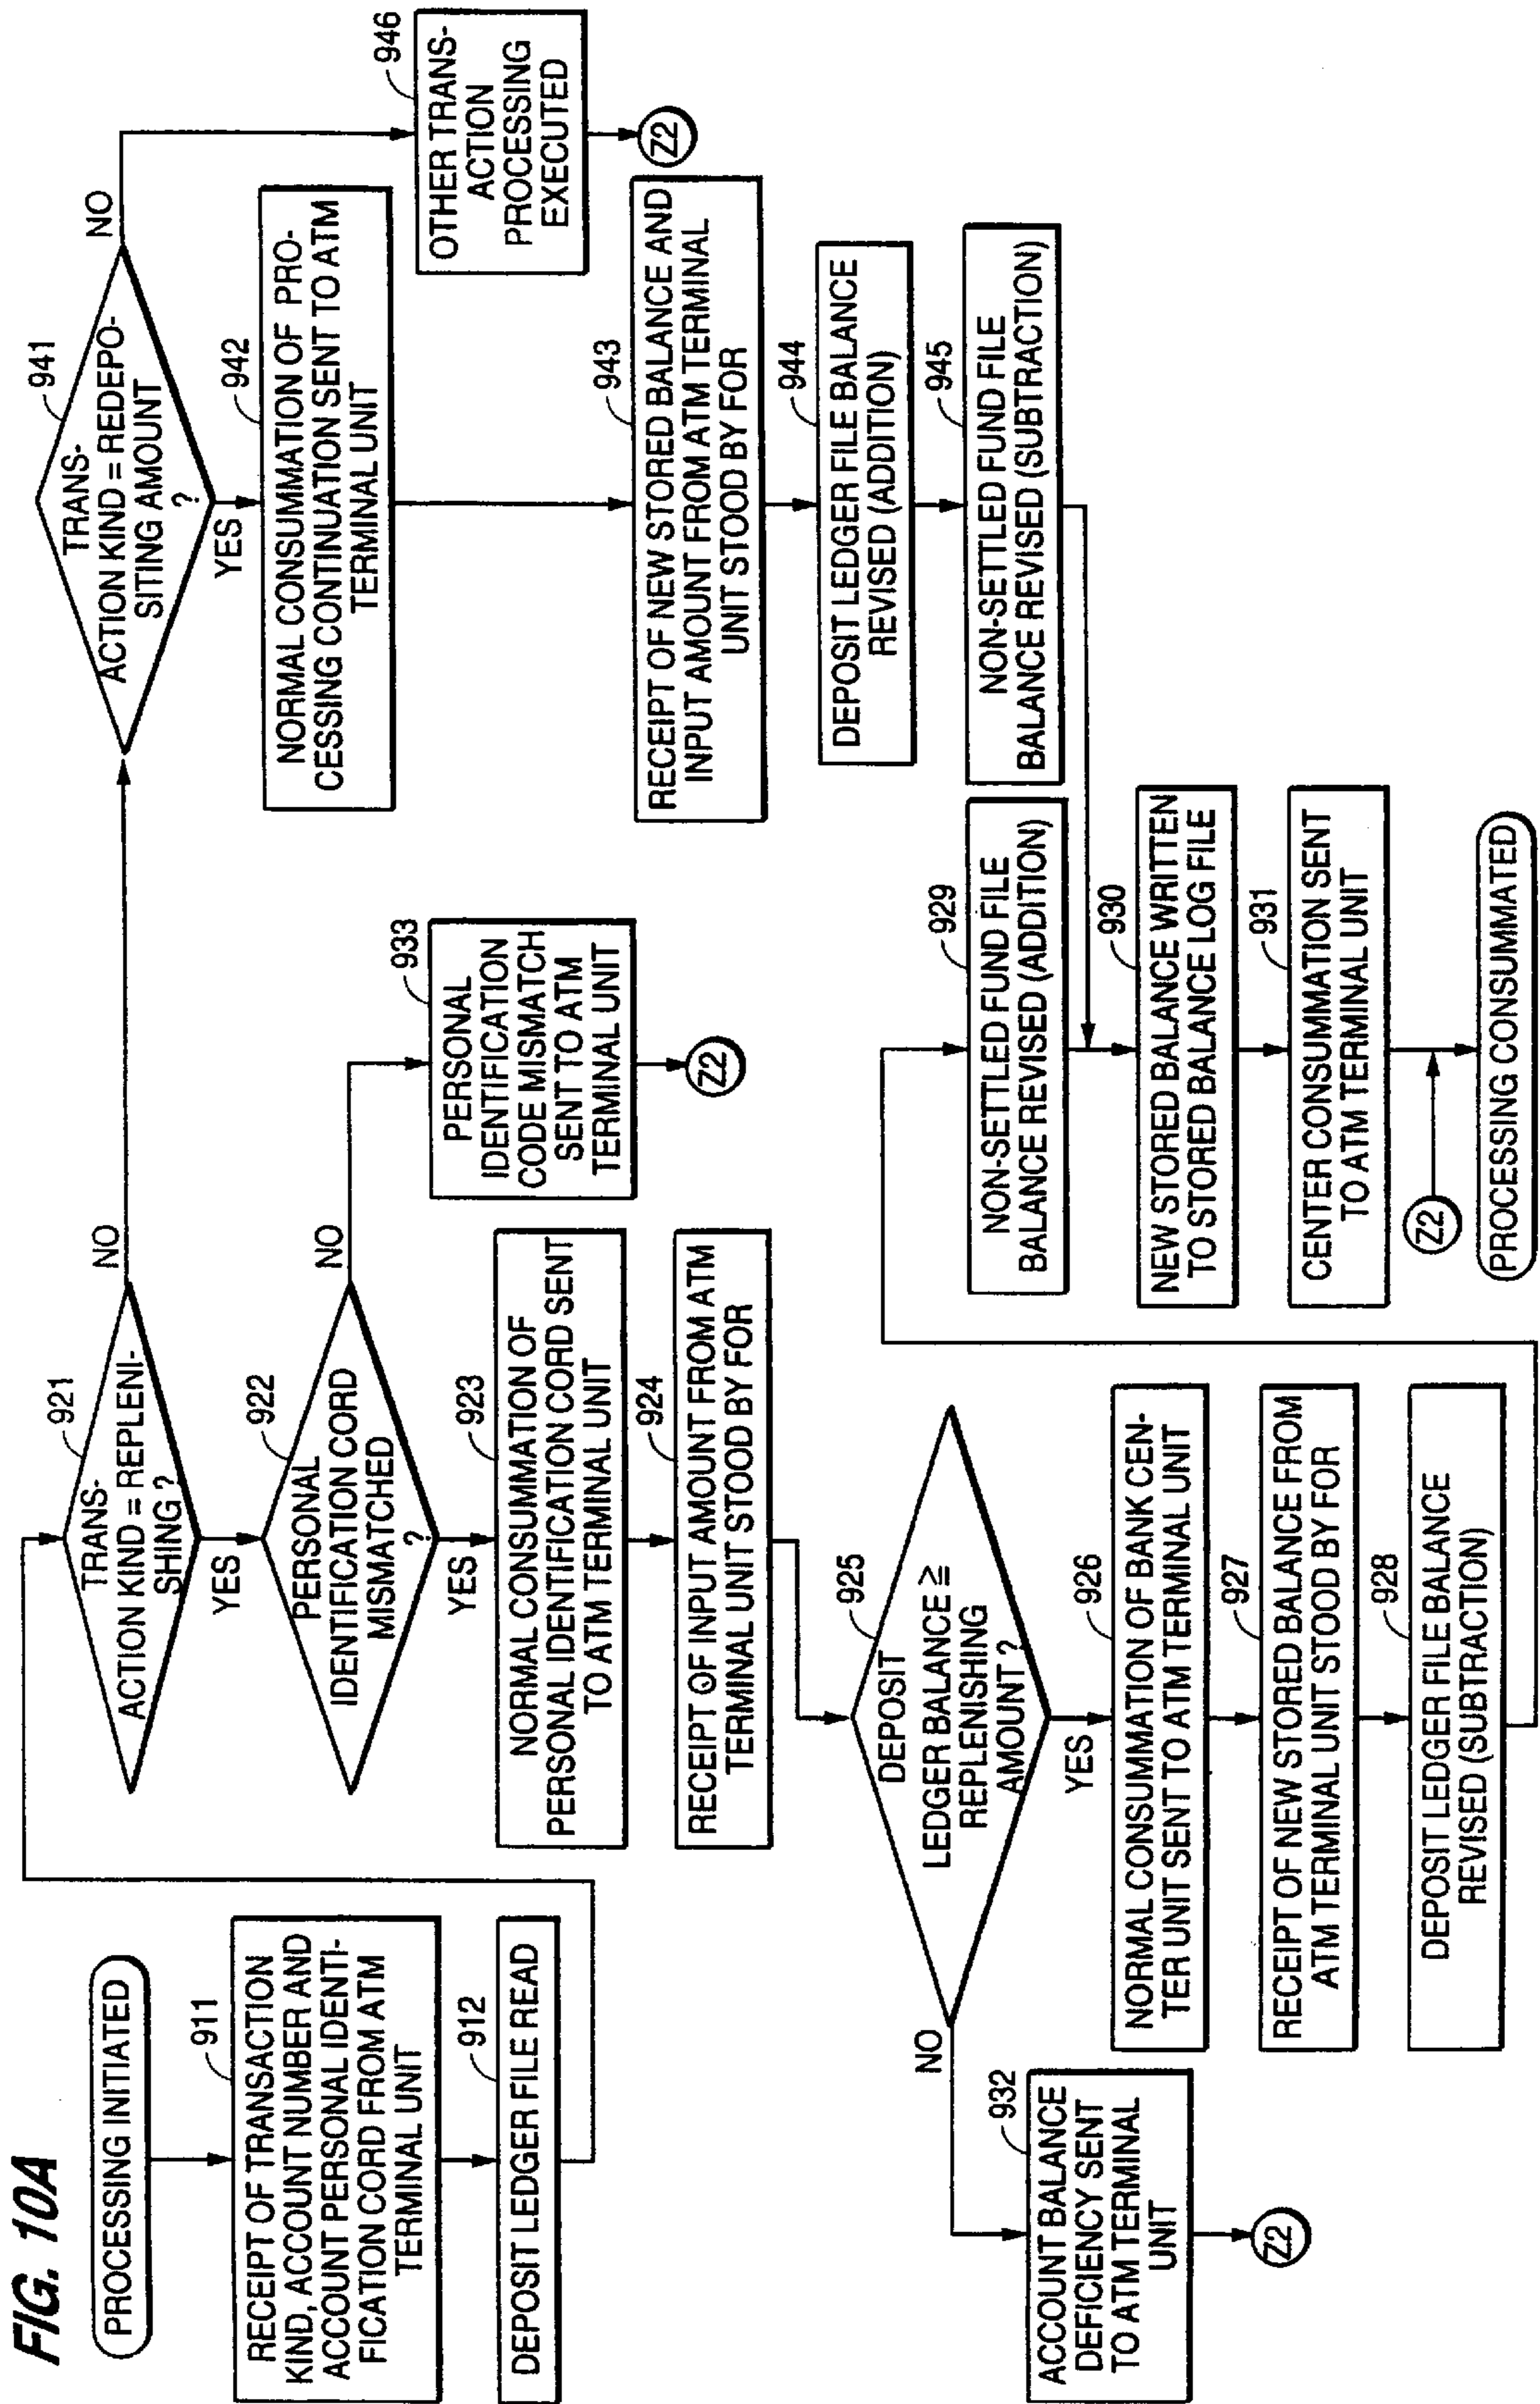 FIG. 10A
PROCESSING INITIATED
911
RECEIPT OF TRANSACTION
KIND, ACCOUNT NUMBER AND
ACCOUNT PERSONAL IDENTI-
FICATION CORD FROM ATM
TERMINAL UNIT
912
DEPOSIT LEDGER FILE READ
921
TRANS-
ACTION KIND = REPLENI-
SHING ?
NO
YES
922
PERSONAL
IDENTIFICATION CORD
MISMATCHED
?
NO
YES
923
NORMAL CONSUMMATION OF
PERSONAL IDENTIFICATION CORD SENT
TO ATM TERMINAL UNIT
924
RECEIPT OF INPUT AMOUNT FROM ATM
TERMINAL UNIT STOOD BY FOR
925
DEPOSIT
LEDGER BALANCE ≧
REPLENISHING
AMOUNT ?
NO
YES
932
ACCOUNT BALANCE
DEFICIENCY SENT
TO ATM TERMINAL
UNIT
Z2
926
NORMAL CONSUMMATION OF BANK CEN-
TER UNIT SENT TO ATM TERMINAL UNIT
927
RECEIPT OF NEW STORED BALANCE FROM
ATM TERMINAL UNIT STOOD BY FOR
928
DEPOSIT LEDGER FILE BALANCE
REVISED (SUBTRACTION)
933
PERSONAL
IDENTIFICATION
CODE MISMATCH
SENT TO ATM
TERMINAL UNIT
Z2
929
NON-SETTLED FUND FILE
BALANCE REVISED (ADDITION)
930
NEW STORED BALANCE WRITTEN
TO STORED BALANCE LOG FILE
931
CENTER CONSUMMATION SENT
TO ATM TERMINAL UNIT
Z2
PROCESSING CONSUMMATED
941
TRANS-
ACTION KIND = REDEPO-
SITING AMOUNT
?
NO
YES
942
NORMAL CONSUMMATION OF PRO-
CESSING CONTINUATION SENT TO ATM
TERMINAL UNIT
943
RECEIPT OF NEW STORED BALANCE AND
INPUT AMOUNT FROM ATM TERMINAL
UNIT STOOD BY FOR
944
DEPOSIT LEDGER FILE BALANCE
REVISED (ADDITION)
945
NON-SETTLED FUND FILE
BALANCE REVISED (SUBTRACTION)
946
OTHER TRANS-
ACTION
PROCESSING
EXECUTED
Z2